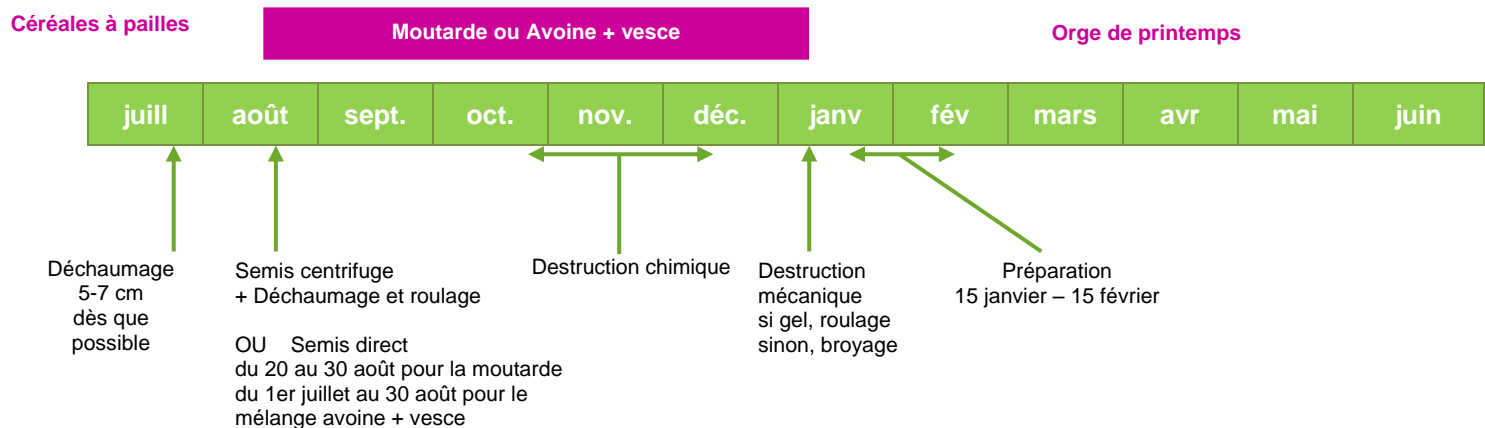 Céréales à pailles
Moutarde ou Avoine + vesce
Orge de printemps
juill août sept. oct. nov. déc. janv fév mars avr mai juin
Déchaumage
5-7 cm
dès que
possible
Semis centrifuge
+ Déchaumage et roulage
OU Semis direct
du 20 au 30 août pour la moutarde
du 1er juillet au 30 août pour le
mélange avoine + vesce
Destruction chimique
Destruction
mécanique
si gel, roulage
sinon, broyage
Préparation
15 janvier – 15 février